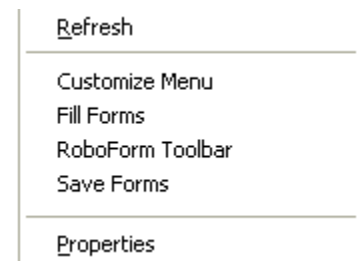 Refresh
Customize Menu
Fill Forms
RoboForm Toolbar
Save Forms
Properties